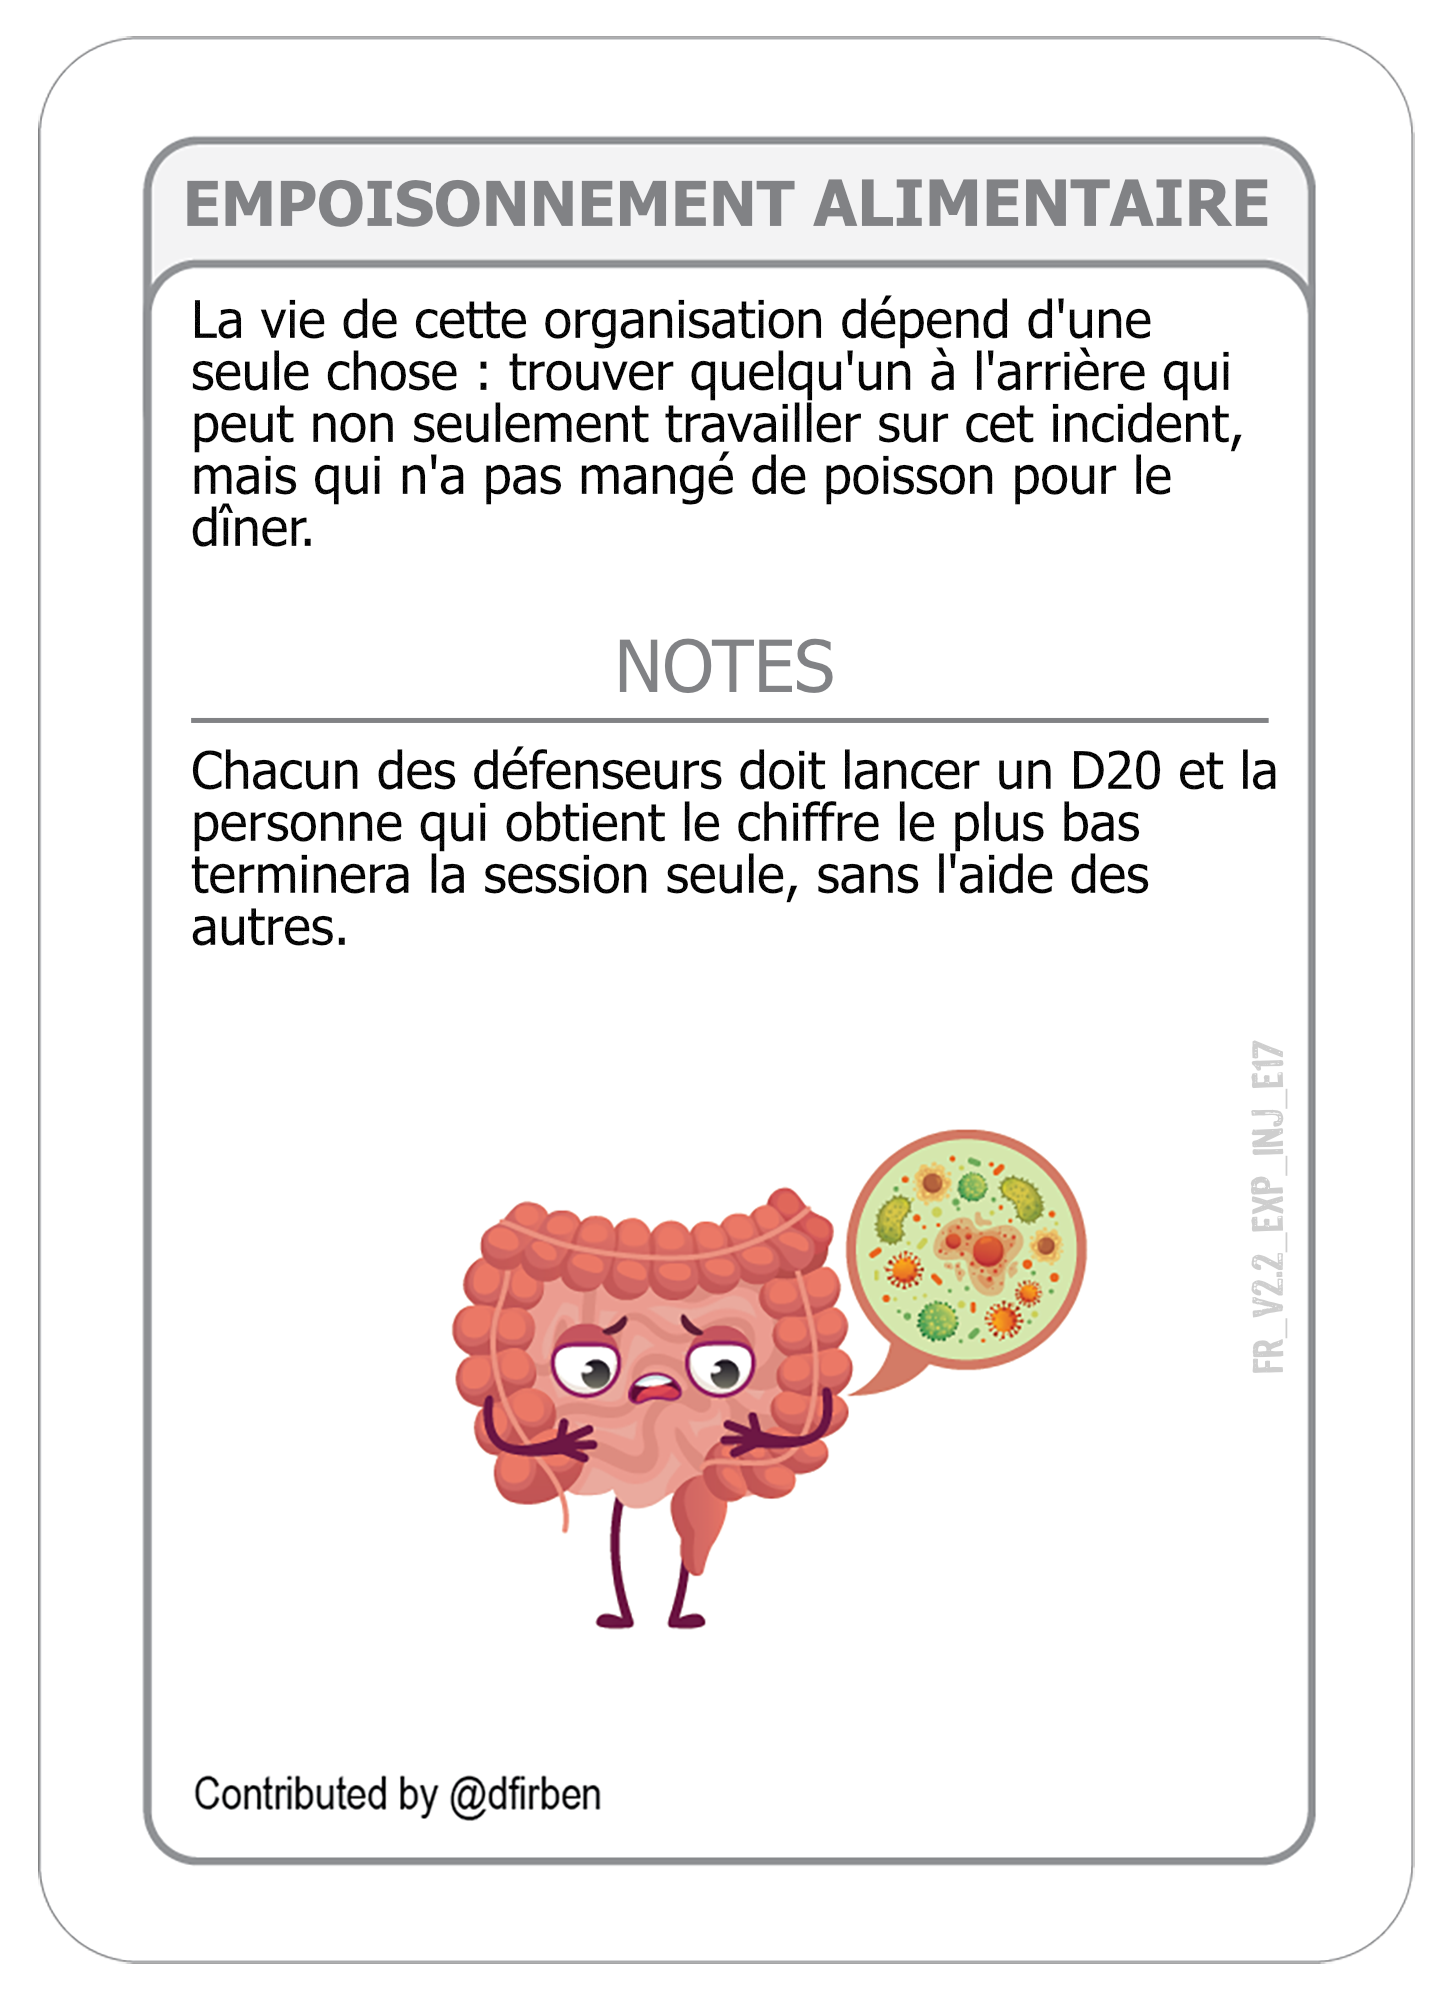 EMPOISONNEMENT ALIMENTAIRE
La vie de cette organisation dépend d'une
seule chose : trouver quelqu'un à l'arrière qui
peut non seulement travailler sur cet incident,
mais qui n'a pas mangé de poisson pour le
dîner.
NOTES
Chacun des défenseurs doit lancer un D20 et la
personne qui obtient le chiffre le plus bas
terminera la session seule, sans l'aide des
autres.
FR_V2.2_EXP_INJ_E17
Contributed by @dfirben